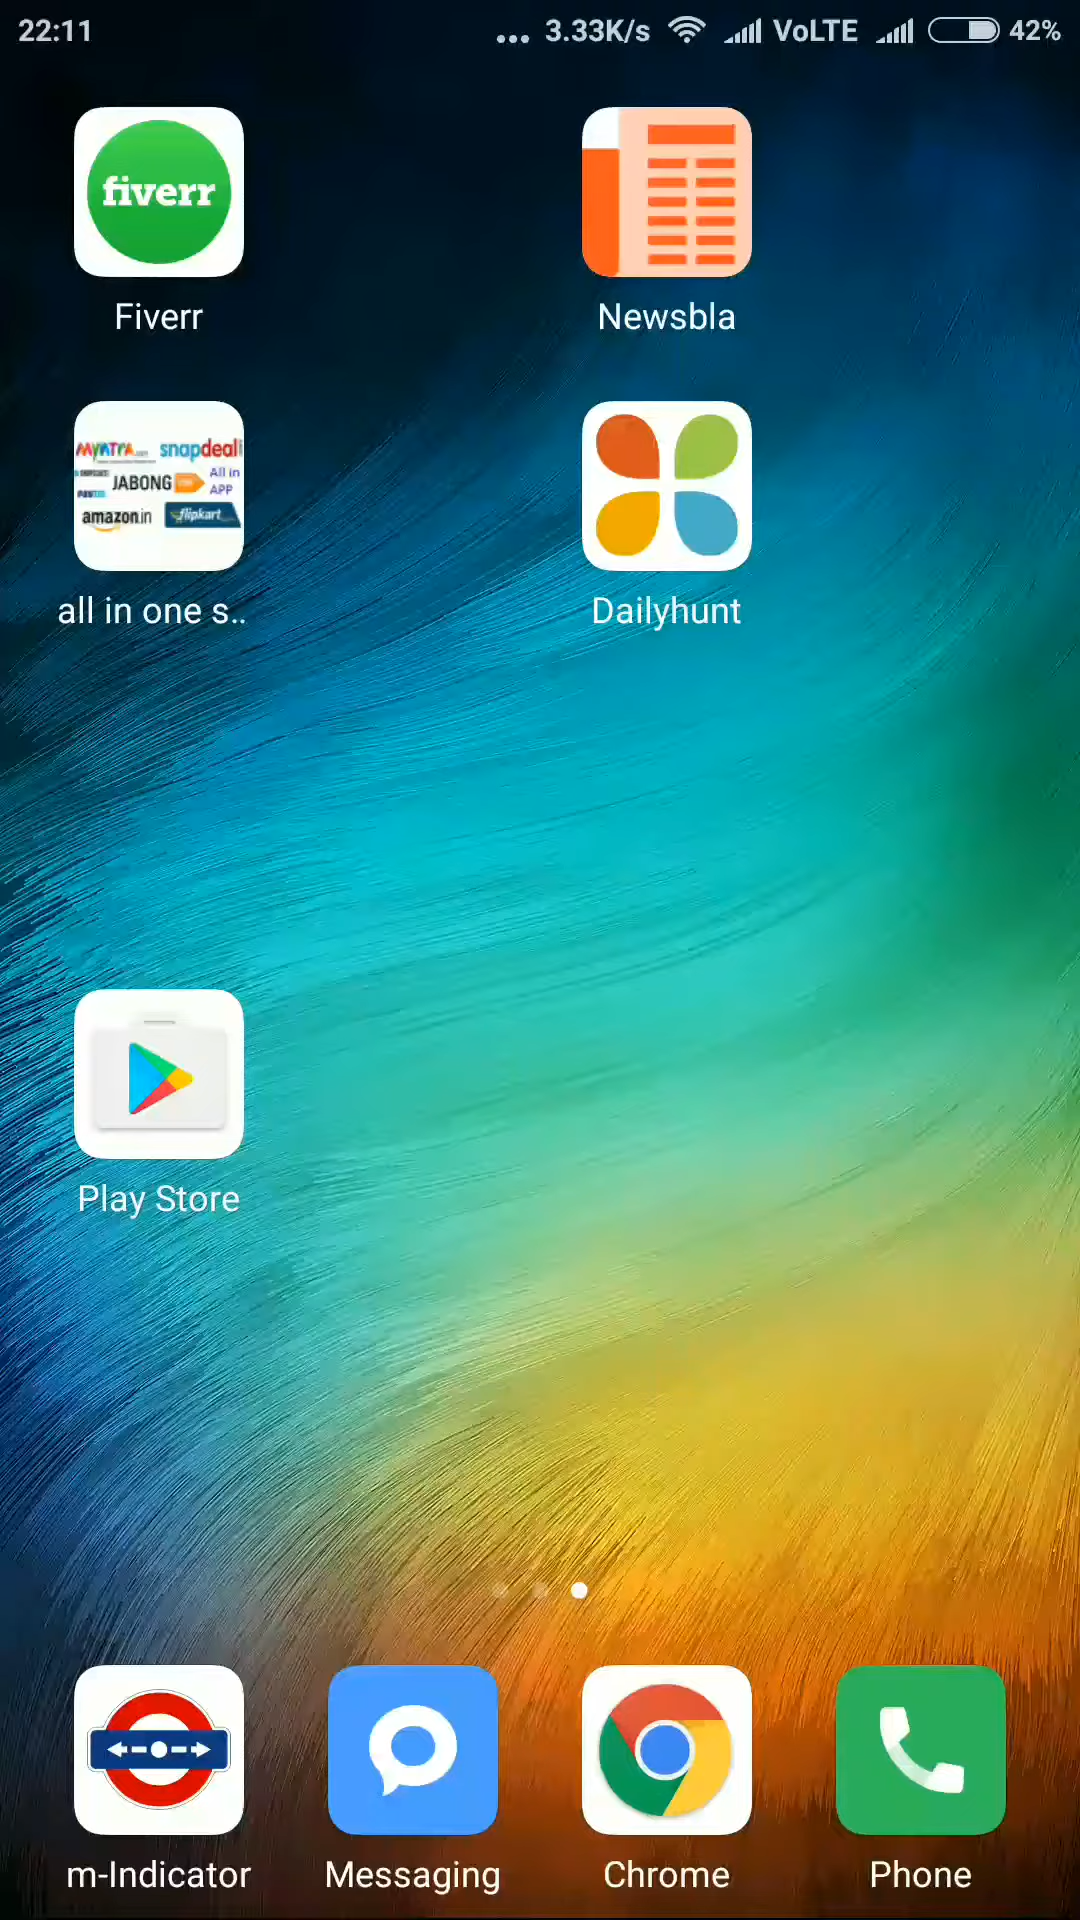 22:11 ... 3.33K/s VoLTE 42%
fiverr
Fiverr
Newsbla
Myntra.com snapdeal
JABONG All in
PAYTM APP
amazon.in flipkart
all in one s..
Dailyhunt
Play Store
m-Indicator
Messaging
Chrome
Phone